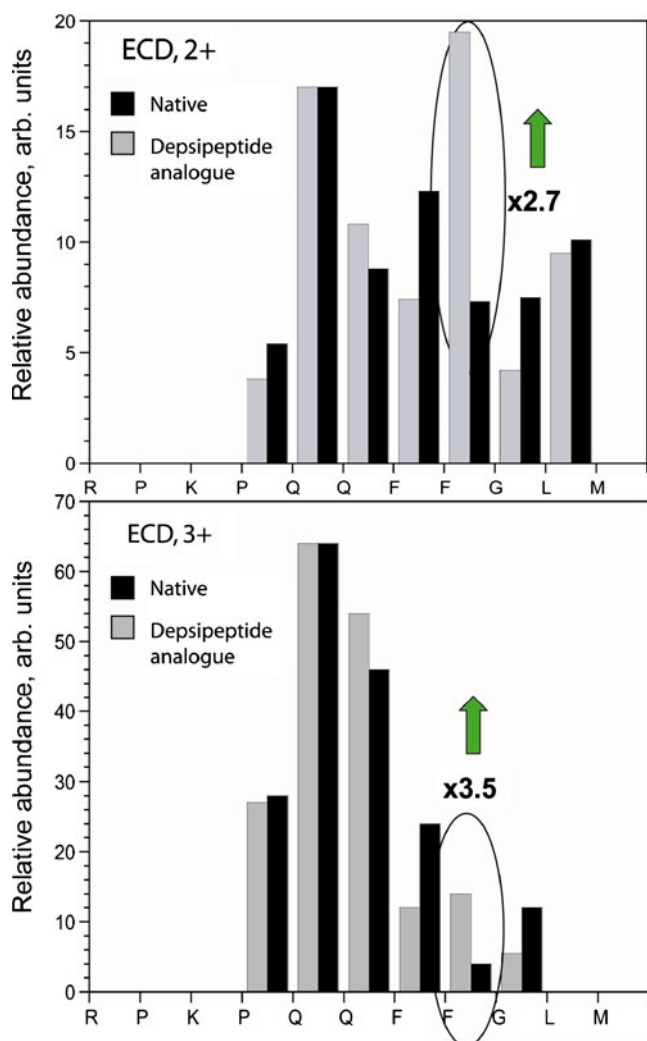 20
ECD, 2+
Native
Depsipeptide
analogue
15
x2.7
10
5
0
Relative abundance, arb. units
R P K P Q Q F F G L M
70
ECD, 3+
60
Native
Depsipeptide
analogue
50
40
x3.5
30
20
10
0
Relative abundance, arb. units
R P K P Q Q F F G L M